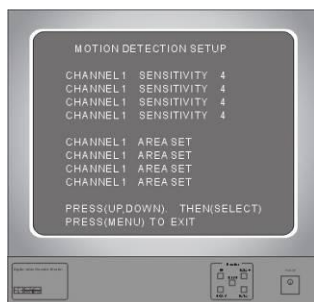 MOTION DETECTION SETUP
CHANNEL1 SENSITIVITY 4
CHANNEL1 SENSITIVITY 4
CHANNEL1 SENSITIVITY 4
CHANNEL1 SENSITIVITY 4
CHANNEL1 AREA SET
CHANNEL1 AREA SET
CHANNEL1 AREA SET
CHANNEL1 AREA SET
PRESS(UP,DOWN). THEN(SELECT)
PRESS(MENU) TO EXIT